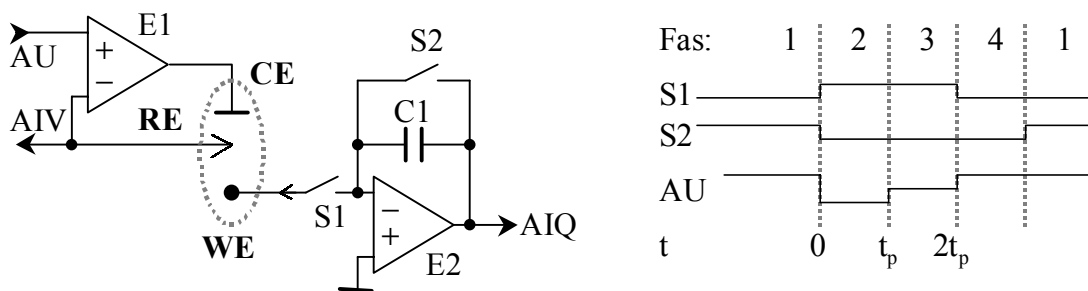 E1
AU
+
−
CE
AIV
RE
S2
C1
S1
−
+
WE
E2
AIQ
Fas: 1 2 3 4 1
S1
S2
AU
t 0 tp 2tp